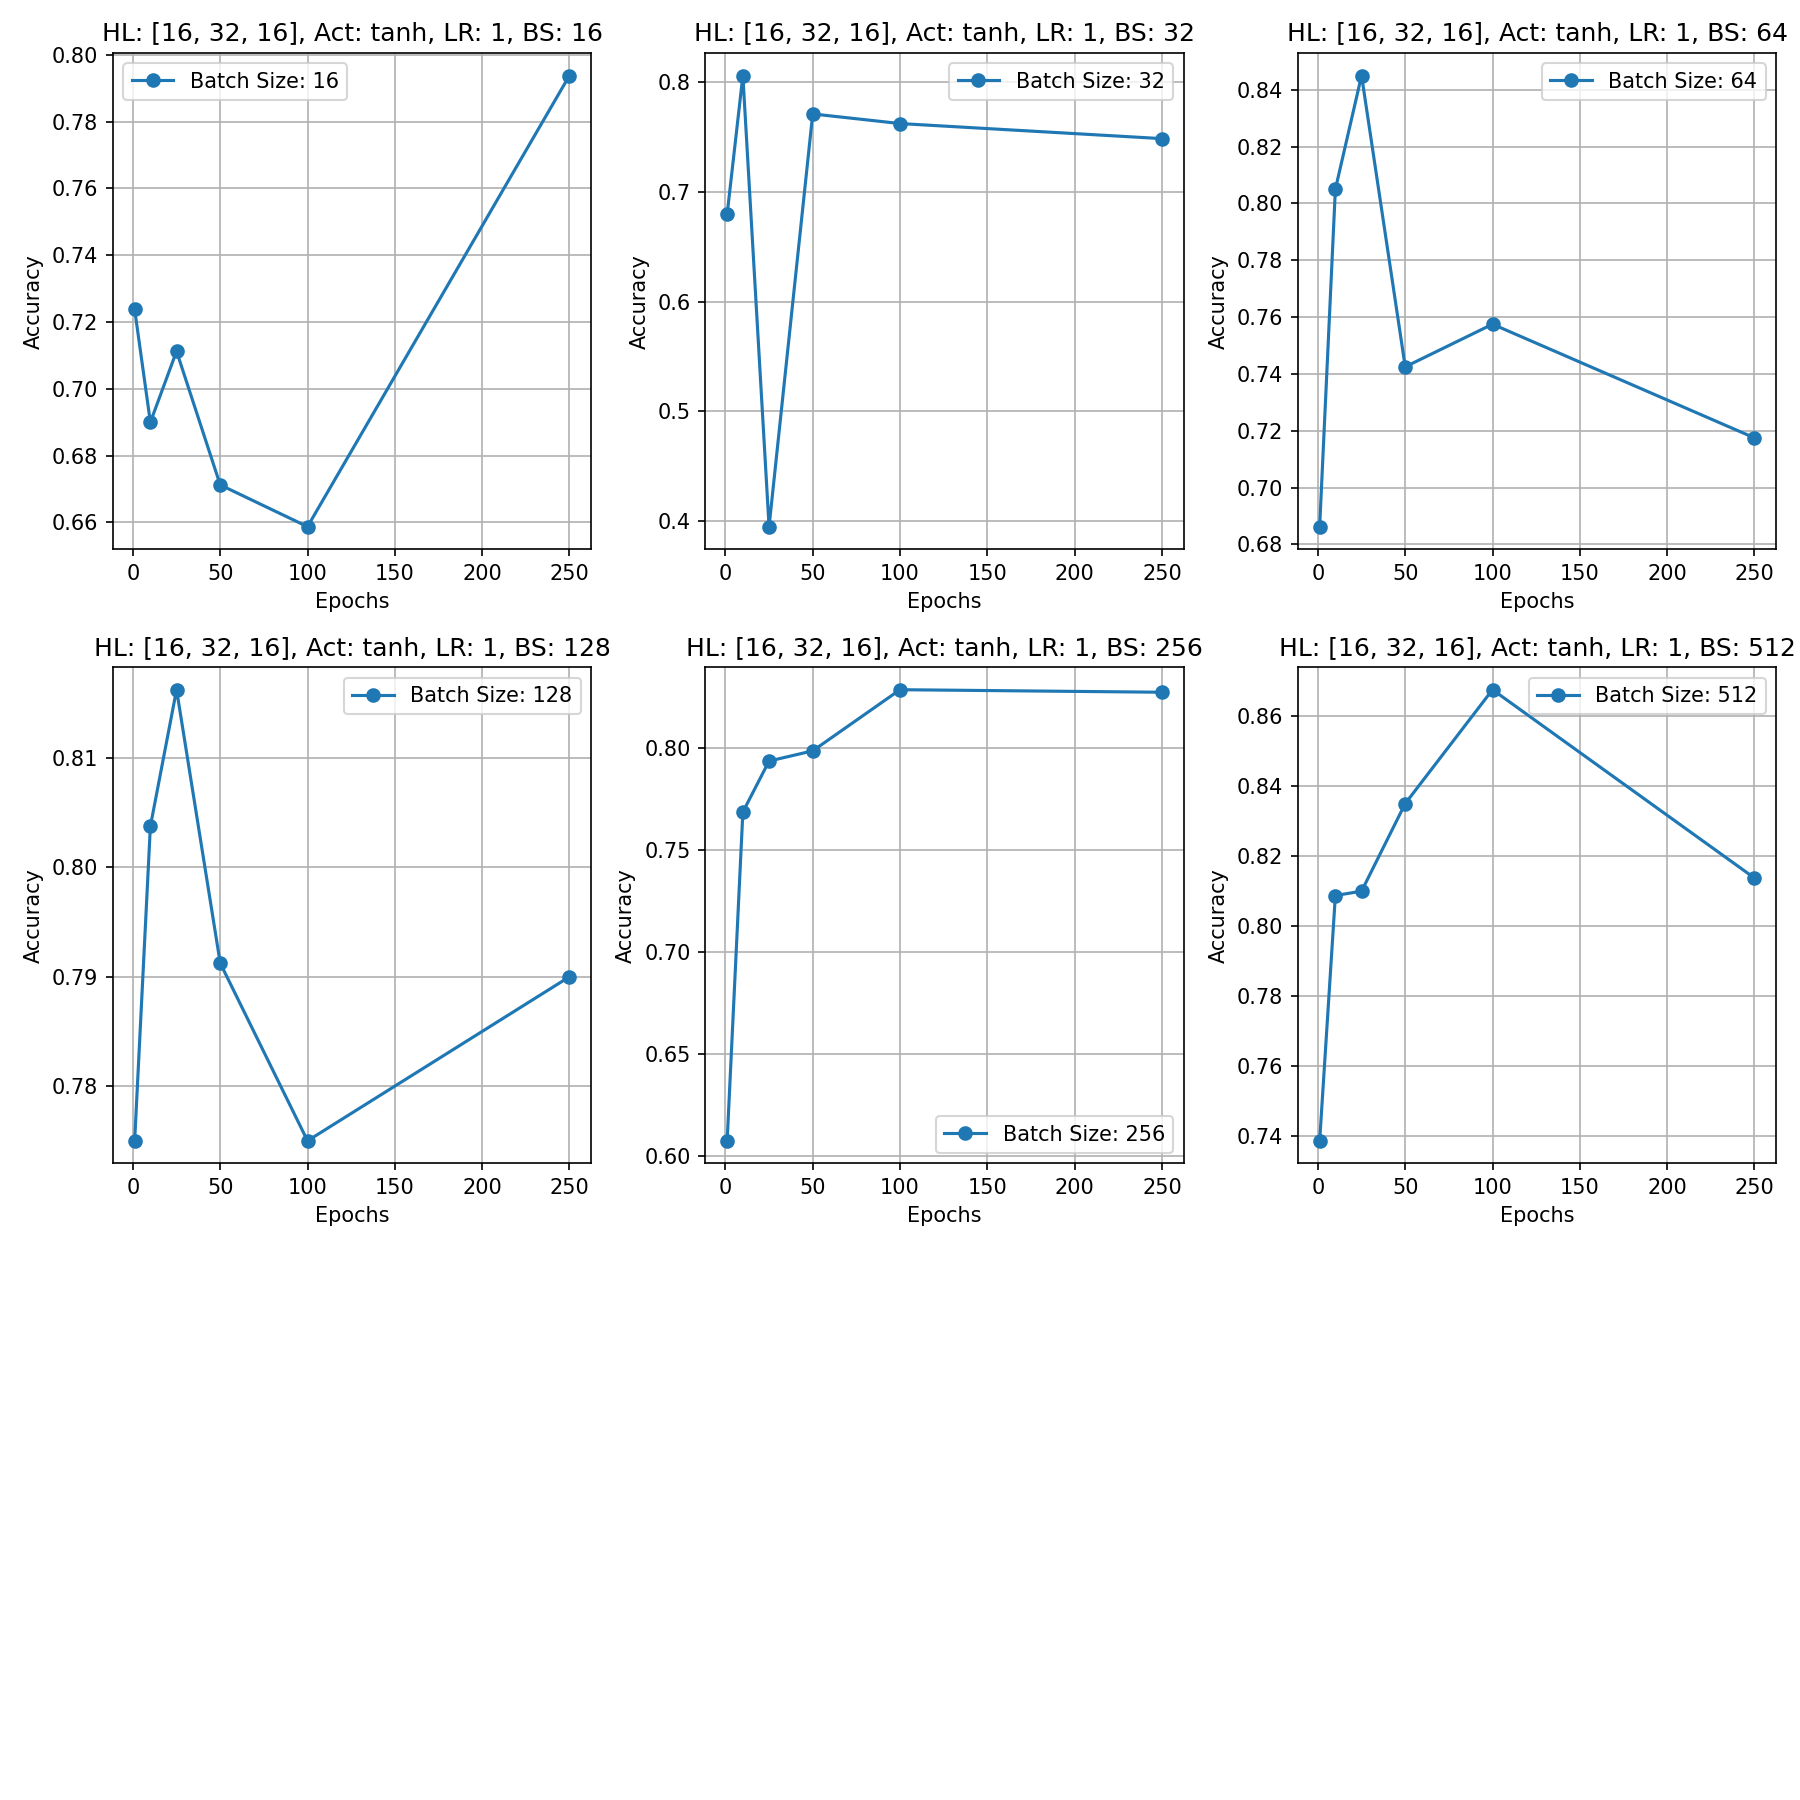 HL: [16, 32, 16], Act: tanh, LR: 1, BS: 16
Batch Size: 16
Accuracy
0.80
0.78
0.76
0.74
0.72
0.70
0.68
0.66
0 50 100 150 200 250
Epochs
HL: [16, 32, 16], Act: tanh, LR: 1, BS: 32
Batch Size: 32
Accuracy
0.8
0.7
0.6
0.5
0.4
0 50 100 150 200 250
Epochs
HL: [16, 32, 16], Act: tanh, LR: 1, BS: 64
Batch Size: 64
Accuracy
0.84
0.82
0.80
0.78
0.76
0.74
0.72
0.70
0.68
0 50 100 150 200 250
Epochs
HL: [16, 32, 16], Act: tanh, LR: 1, BS: 128
Batch Size: 128
Accuracy
0.81
0.80
0.79
0.78
0 50 100 150 200 250
Epochs
HL: [16, 32, 16], Act: tanh, LR: 1, BS: 256
Accuracy
0.80
0.75
0.70
0.65
0.60
Batch Size: 256
0 50 100 150 200 250
Epochs
HL: [16, 32, 16], Act: tanh, LR: 1, BS: 512
Batch Size: 512
Accuracy
0.86
0.84
0.82
0.80
0.78
0.76
0.74
0 50 100 150 200 250
Epochs